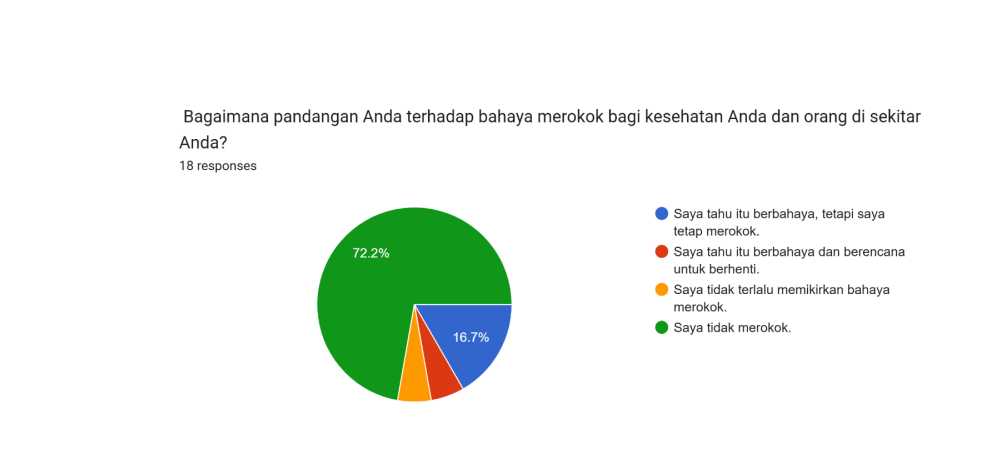 Bagaimana pandangan Anda terhadap bahaya merokok bagi kesehatan Anda dan orang di sekitar
Anda?
18 responses
72.2%
16.7%
Saya tahu itu berbahaya, tetapi saya
tetap merokok.
Saya tahu itu berbahaya dan berencana
untuk berhenti.
Saya tidak terlalu memikirkan bahaya
merokok.
Saya tidak merokok.